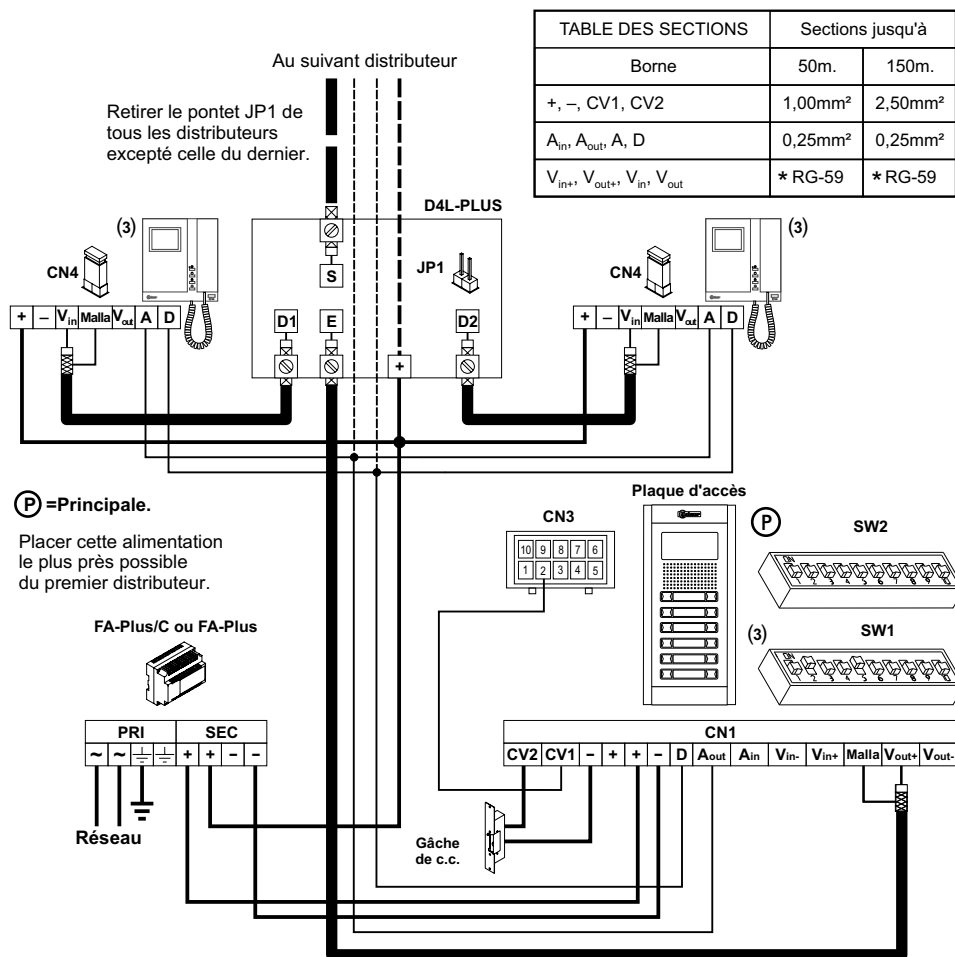 TABLE DES SECTIONS Sections jusqu'à
Borne 50m. 150m.
+, –, CV1, CV2 1,00mm² 2,50mm²
Ain, Aout, A, D 0,25mm² 0,25mm²
Vin+, Vout+, Vin, Vout * RG-59 * RG-59
Au suivant distributeur
Retirer le pontet JP1 de
tous les distributeurs
excepté celle du dernier.
D4L-PLUS
(3)
CN4
+ – Vin Malla Vout A D
S
JP1
D1 E D2
+
(3)
CN4
+ – Vin Malla Vout A D
P =Principale.
Placer cette alimentation
le plus près possible
du premier distributeur.
FA-Plus/C ou FA-Plus
PRI SEC
~ ~ + + – –
Réseau
CN3
10 9 8 7 6
1 2 3 4 5
Plaque d'accès
P
SW2
ON
(3)
SW1
ON
CN1
CV2 CV1 – + + – D Aout Ain Vin- Vin+ Malla Vout+ Vout-
Gâche
de c.c.